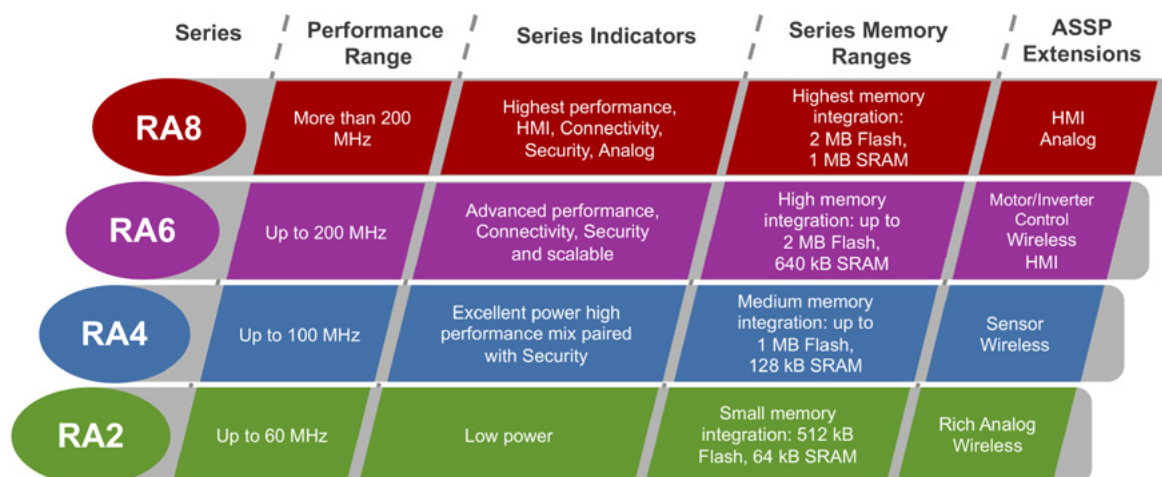 Series
Performance
Range
Series Indicators
Series Memory
Ranges
ASSP
Extensions
RA8
More than 200
MHz
Highest performance,
HMI, Connectivity,
Security, Analog
Highest memory
integration:
2 MB Flash,
1 MB SRAM
HMI
Analog
RA6
Up to 200 MHz
Advanced performance,
Connectivity, Security
and scalable
High memory
integration: up to
2 MB Flash,
640 kB SRAM
Motor/Inverter
Control
Wireless
HMI
RA4
Up to 100 MHz
Excellent power high
performance mix paired
with Security
Medium memory
integration: up to
1 MB Flash,
128 kB SRAM
Sensor
Wireless
RA2
Up to 60 MHz
Low power
Small memory
integration: 512 kB
Flash, 64 kB SRAM
Rich Analog
Wireless